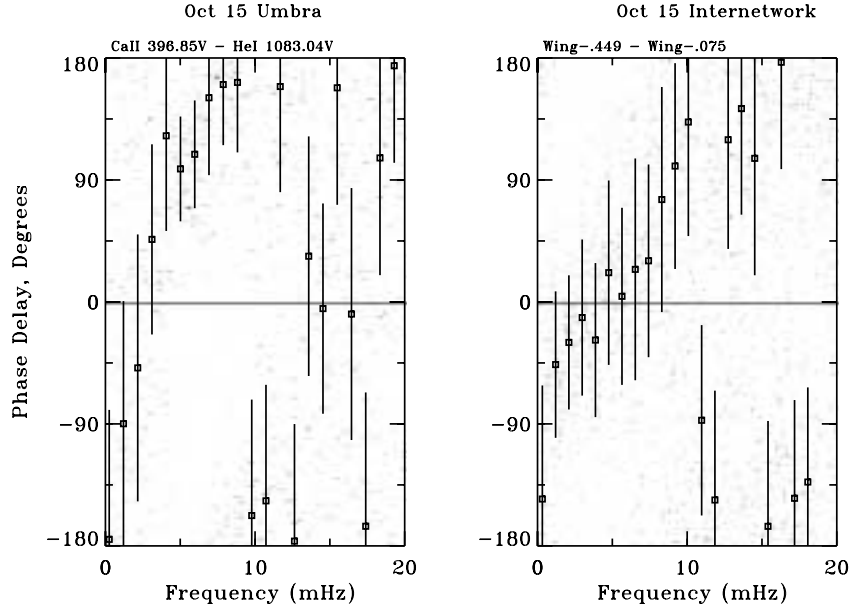 Oct 15 Umbra
CaII 396.85V − HeI 1083.04V
180
90
0
−90
−180
Phase Delay, Degrees
0
10
20
Frequency (mHz)
Oct 15 Internetwork
Wing−.449 − Wing−.075
180
90
0
−90
−180
0
10
20
Frequency (mHz)